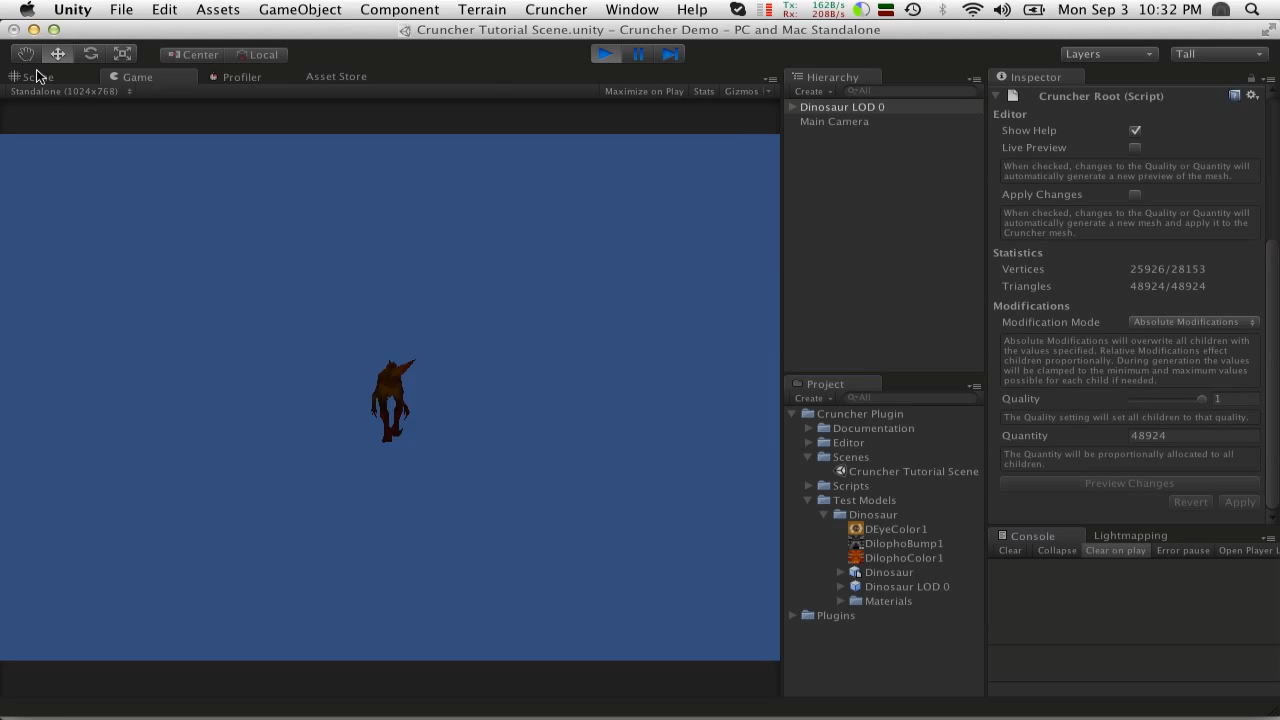 Unity File Edit Assets GameObject Component Terrain Cruncher Window Help Tx: 162B/s Rx: 208B/s Mon Sep 3 10:32 PM
Cruncher Tutorial Scene.unity - Cruncher Demo - PC and Mac Standalone
Center Local Layers Tall
Game Profiler Asset Store
Standalone (1024x768) Maximize on Play Stats Gizmos
Hierarchy
Create All
Dinosaur LOD 0
Main Camera
Project
Create All
Cruncher Plugin
Documentation
Editor
Scenes
Cruncher Tutorial Scene
Scripts
Test Models
Dinosaur
DEyeColor1
DilophoBump1
DilophoColor1
Dinosaur
Dinosaur LOD 0
Materials
Plugins
Inspector
Cruncher Root (Script)
Editor
Show Help
Live Preview
When checked, changes to the Quality or Quantity will
automatically generate a new preview of the mesh.
Apply Changes
When checked, changes to the Quality or Quantity will
automatically generate a new mesh and apply it to the
Cruncher mesh.
Statistics
Vertices 25926/28153
Triangles 48924/48924
Modifications
Modification Mode Absolute Modifications
Absolute Modifications will overwrite all children with
the values specified. Relative Modifications effect
children proportionally. During generation the values
will be clamped to the minimum and maximum values
possible for each child if needed.
Quality 1
The Quality setting will set all children to that quality.
Quantity 48924
The Quantity will be proportionally allocated to all
children.
Preview Changes
Revert Apply
Console Lightmapping
Clear Collapse Clear on play Error pause Open Player L